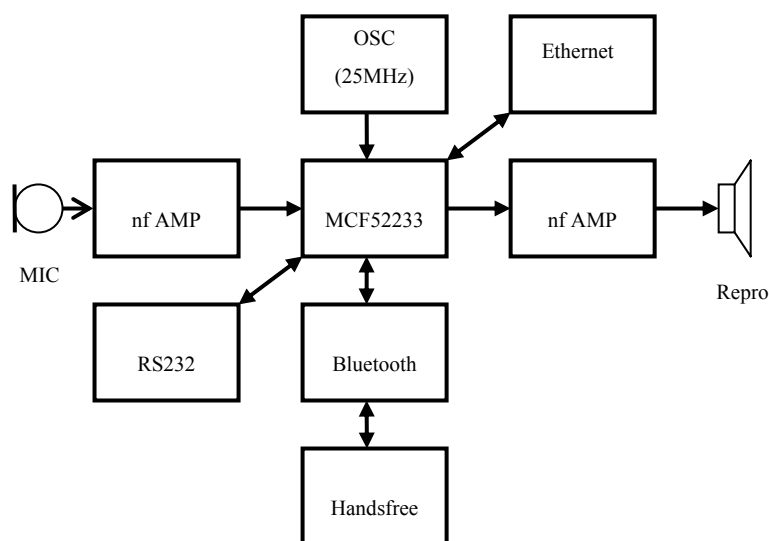 OSC
(25MHz)
Ethernet
nf AMP
MCF52233
nf AMP
MIC
Repro
RS232
Bluetooth
Handsfree